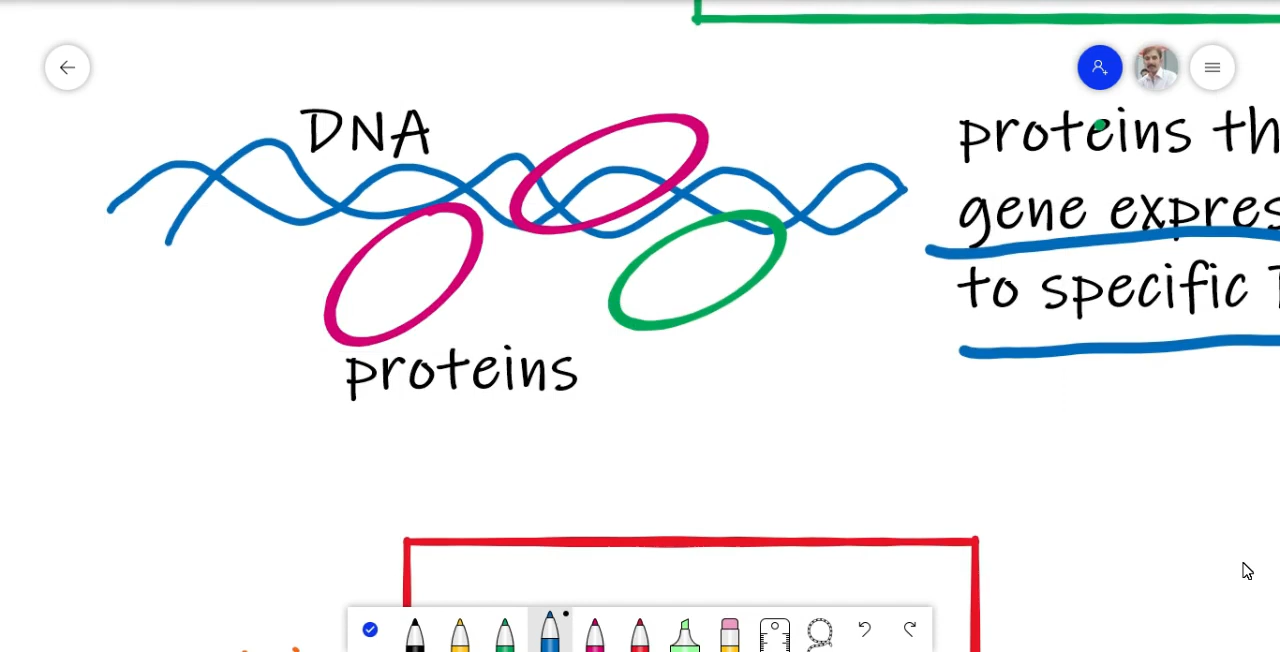 DNA
proteins
proteins th
gene expres
to specific